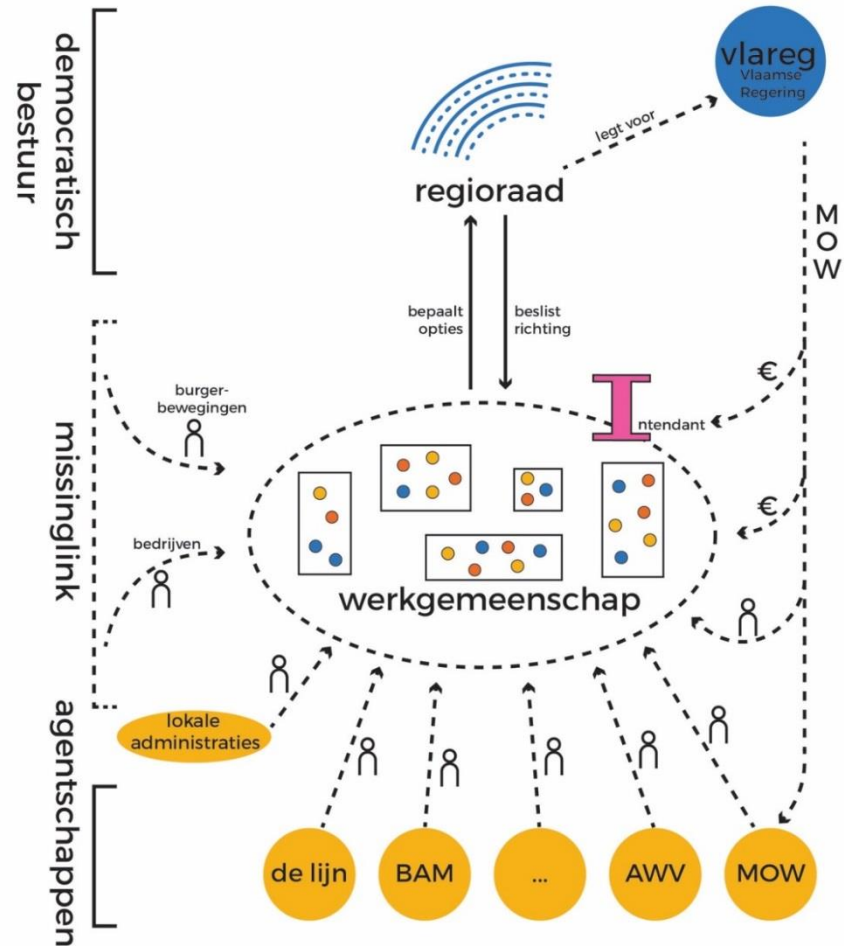 democratisch
bestuur
vlareg
Vlaamse
Regering
legt voor
regioraad
M
O
W
bepaalt
opties
beslist
richting
€
burger-
bewegingen
Intendant
missinglink
€
bedrijven
werkgemeenschap
lokale
administraties
agentschappen
de lijn
BAM
...
AWV
MOW